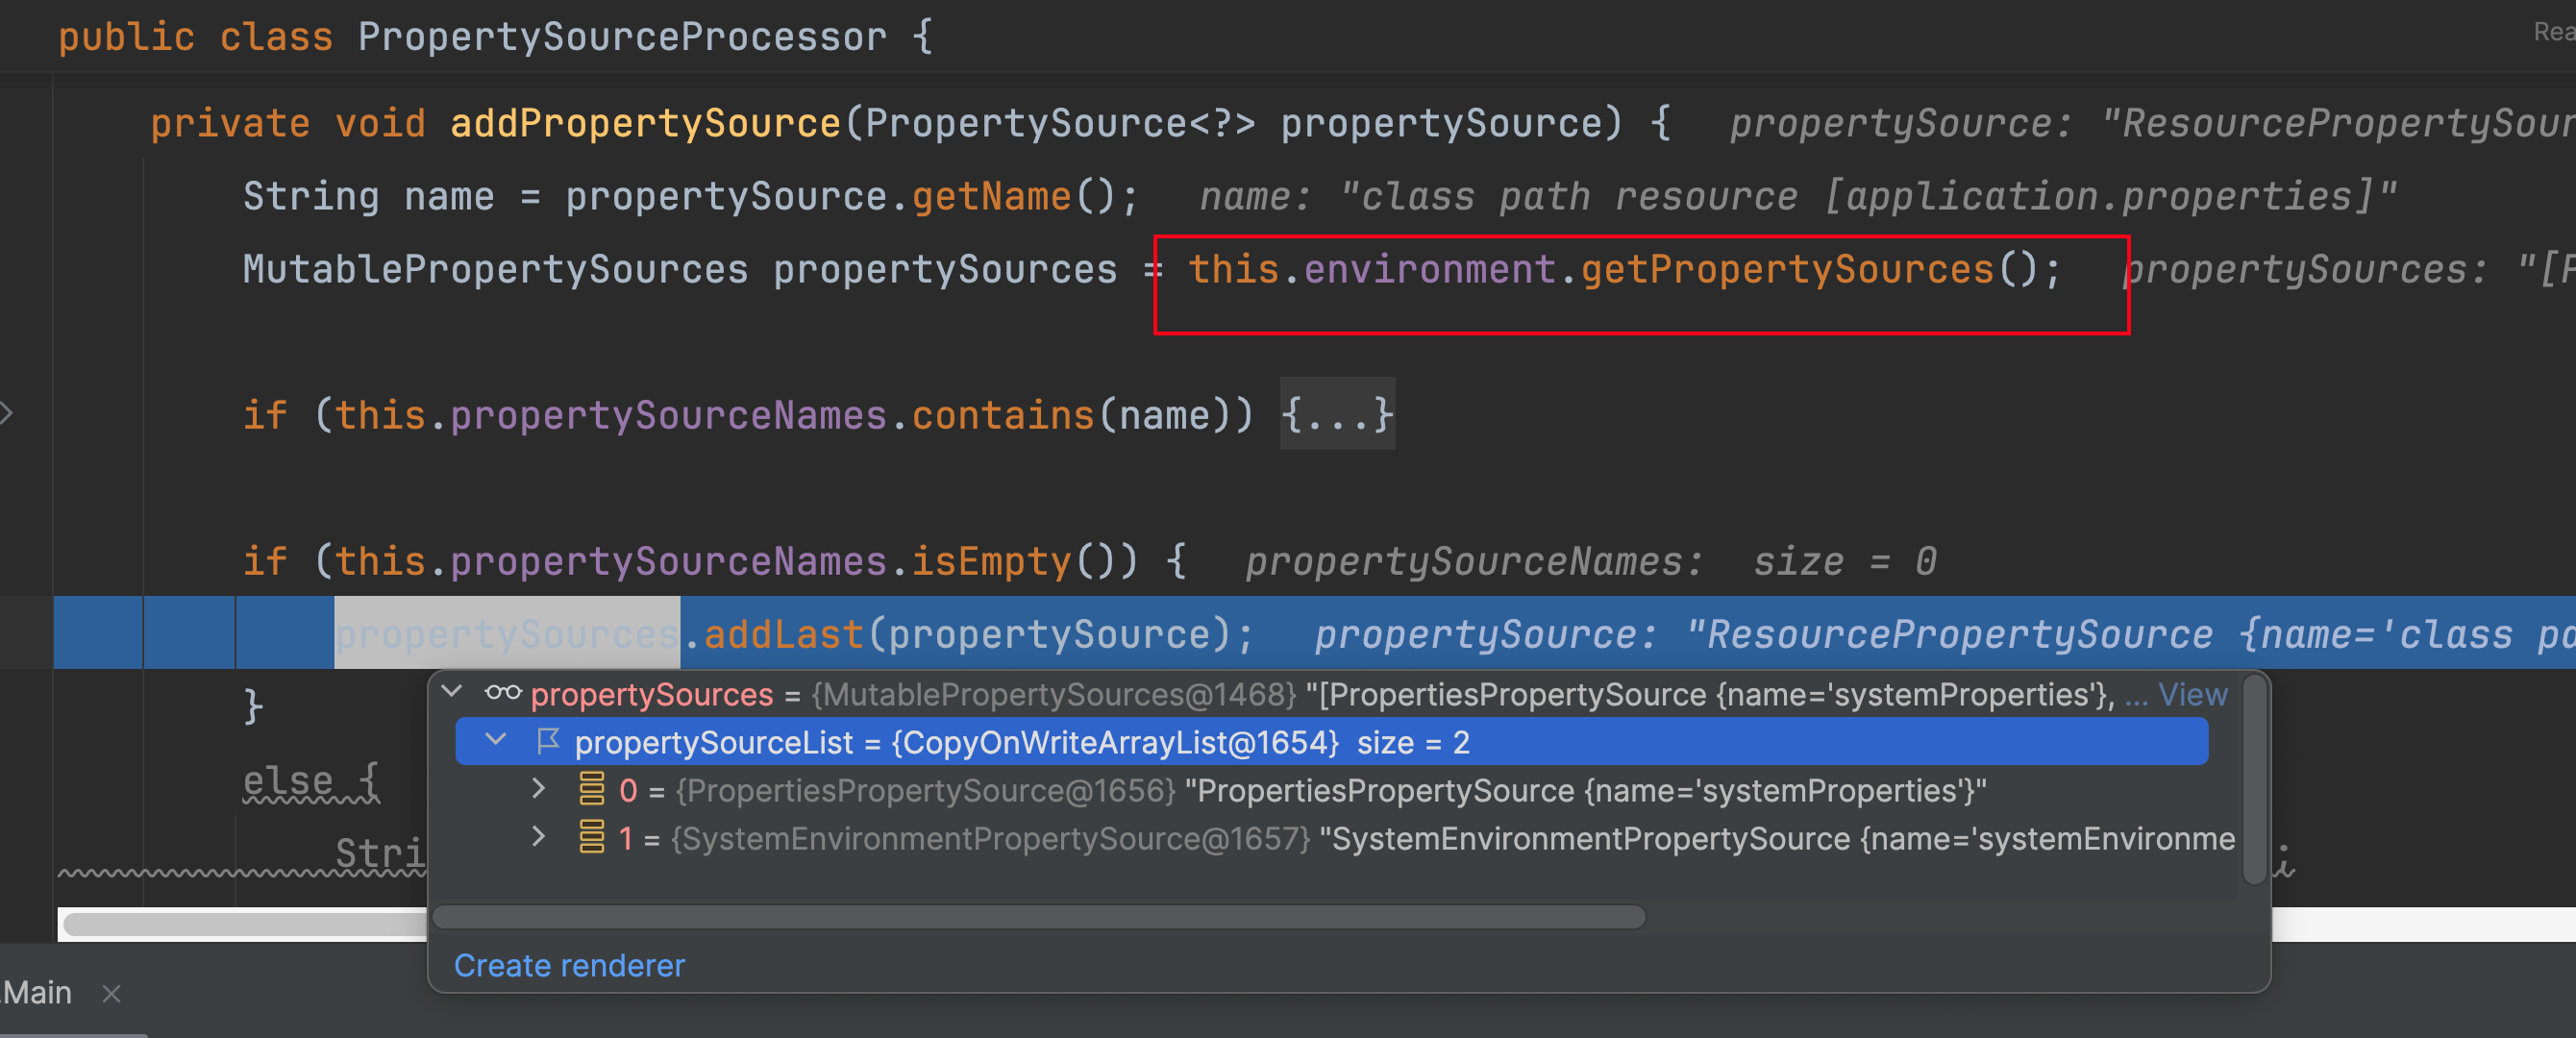 public class PropertySourceProcessor {
Rea
private void addPropertySource(PropertySource<?> propertySource) { propertySource: "ResourcePropertySour
String name = propertySource.getName(); name: "class path resource [application.properties]"
MutablePropertySources propertySources = this.environment.getPropertySources(); propertySources: "[P
if (this.propertySourceNames.contains(name)) {...}
if (this.propertySourceNames.isEmpty()) { propertySourceNames: size = 0
propertySources.addLast(propertySource); propertySource: "ResourcePropertySource {name='class pa
propertySources = {MutablePropertySources@1468} "[PropertiesPropertySource {name='systemProperties'}, ... View
}
propertySourceList = {CopyOnWriteArrayList@1654} size = 2
else {
0 = {PropertiesPropertySource@1656} "PropertiesPropertySource {name='systemProperties'}"
1 = {SystemEnvironmentPropertySource@1657} "SystemEnvironmentPropertySource {name='systemEnvironme
Stri
;
Create renderer
.Main